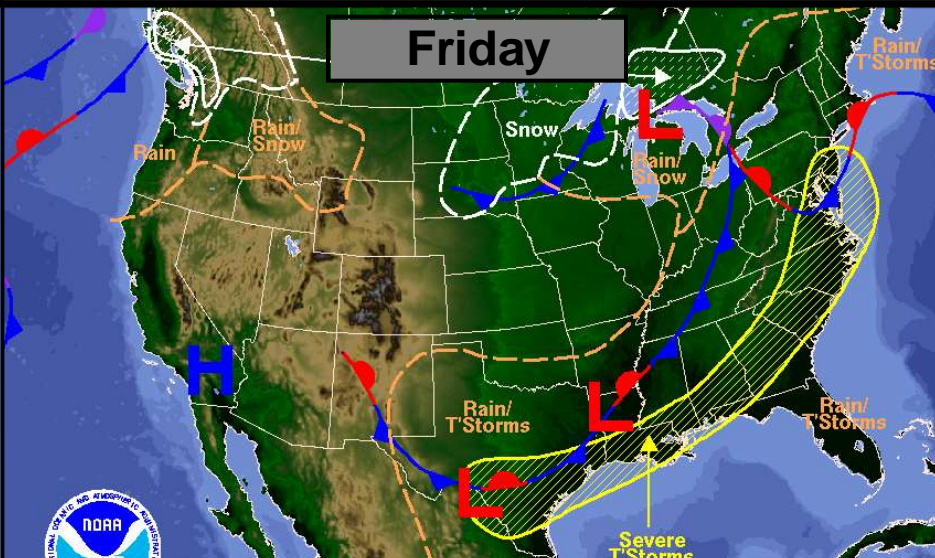 Friday
Rain/
T'Storms
Snow
Rain/
Snow
Rain
Rain/
Snow
H
L
L
L
Rain/
T'Storms
Rain/
T'Storms
Severe
T'Storms
NOAA